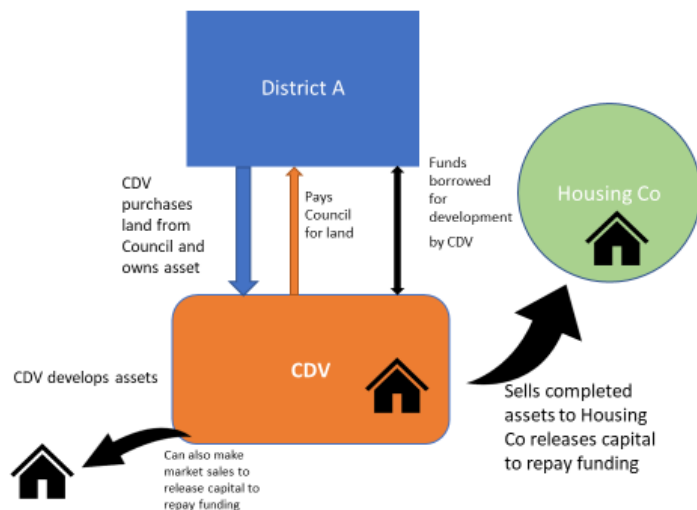 District A
CDV
purchases
land from
Council and
owns asset
Pays
Council
for land
Funds
borrowed
for
development
by CDV
Housing Co
CDV develops assets
CDV
Can also make
market sales to
release capital to
repay funding
Sells completed
assets to Housing
Co releases capital
to repay funding